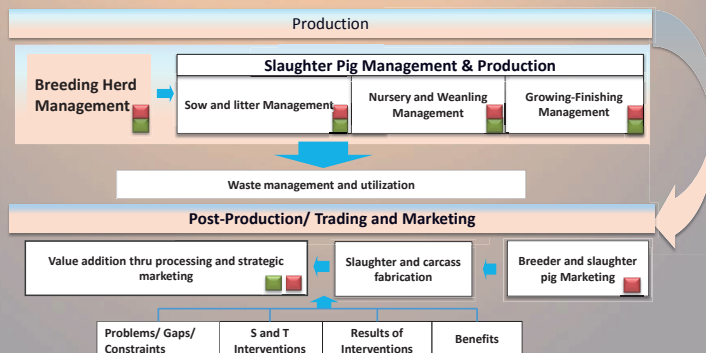 Production
Slaughter Pig Management & Production
Breeding Herd
Management
Sow and litter Management
Nursery and Weanling
Management
Growing-Finishing
Management
Waste management and utilization
Post-Production/ Trading and Marketing
Value addition thru processing and strategic
marketing
Slaughter and carcass
fabrication
Breeder and slaughter
pig Marketing
Problems/ Gaps/
Constraints
S and T
Interventions
Results of
Interventions
Benefits